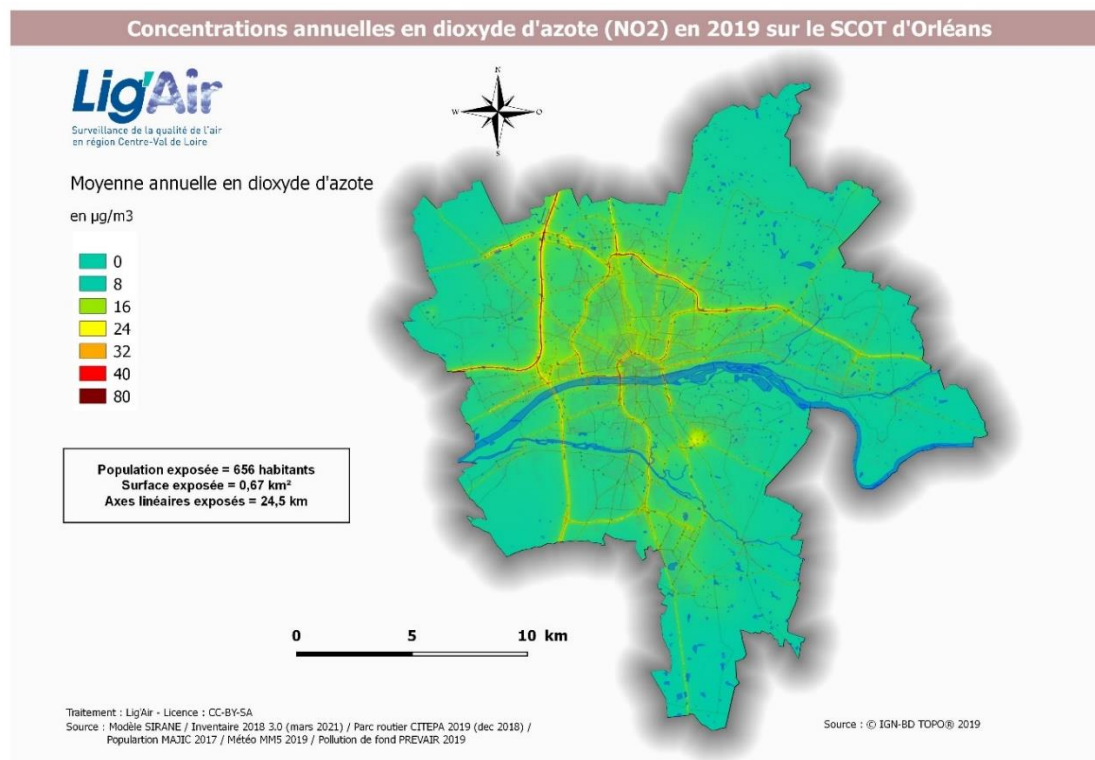 Concentrations annuelles en dioxyde d'azote (NO2) en 2019 sur le SCOT d'Orléans
Lig'Air
Surveillance de la qualité de l'air
en région Centre-Val de Loire
N
W
O
S
Moyenne annuelle en dioxyde d'azote
en µg/m3
0
8
16
24
32
40
80
Population exposée = 656 habitants
Surface exposée = 0,67 km²
Axes linéaires exposés = 24,5 km
0 5 10 km
Traitement : Lig'Air - Licence : CC-BY-SA
Source : Modèle SIRANE / Inventaire 2018 3.0 (mars 2021) / Parc routier CITEPA 2019 (dec 2018) /
Populartion MAJIC 2017 / Météo MM5 2019 / Pollution de fond PREVAIR 2019
Source : © IGN-BD TOPO® 2019